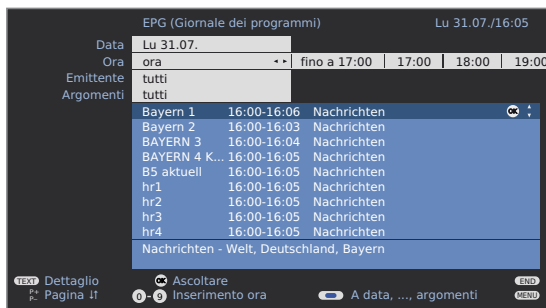 EPG (Giornale dei programmi) Lu 31.07./16:05
Data Lu 31.07.
Ora ora fino a 17:00 17:00 18:00 19:00
Emittente tutti
Argomenti tutti
Bayern 1 16:00-16:06 Nachrichten OK
Bayern 2 16:00-16:03 Nachrichten
BAYERN 3 16:00-16:04 Nachrichten
BAYERN 4 K... 16:00-16:05 Nachrichten
B5 aktuell 16:00-16:05 Nachrichten
hr1 16:00-16:05 Nachrichten
hr2 16:00-16:05 Nachrichten
hr3 16:00-16:05 Nachrichten
hr4 16:00-16:05 Nachrichten
Nachrichten - Welt, Deutschland, Bayern
TEXT Dettaglio OK Ascoltare END
P+ P- Pagina 0-9 Inserimento ora A data, ..., argomenti MENU